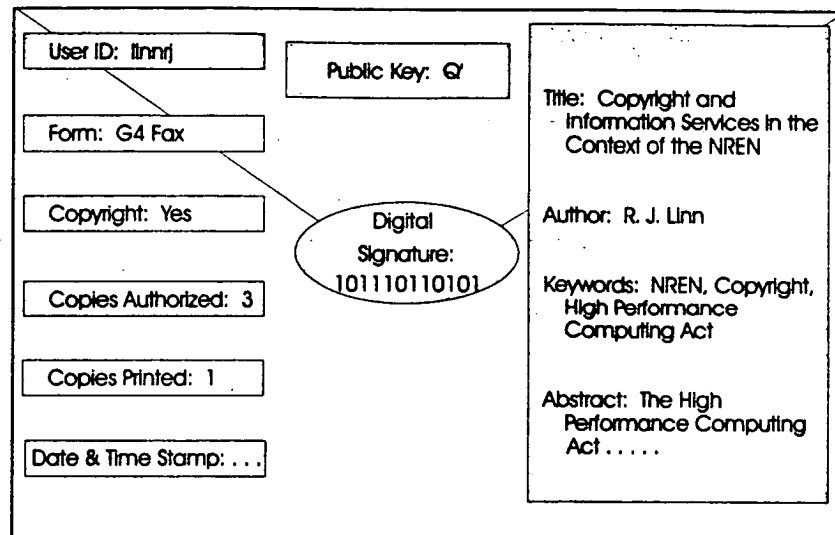 User ID: linnrj
Public Key: Q'
Form: G4 Fax
Copyright: Yes
Copies Authorized: 3
Copies Printed: 1
Date & Time Stamp: . . .
Digital
Signature:
101110110101
Title: Copyright and
Information Services in the
Context of the NREN
Author: R. J. Linn
Keywords: NREN, Copyright,
High Performance
Computing Act
Abstract: The High
Performance Computing
Act . . . . .